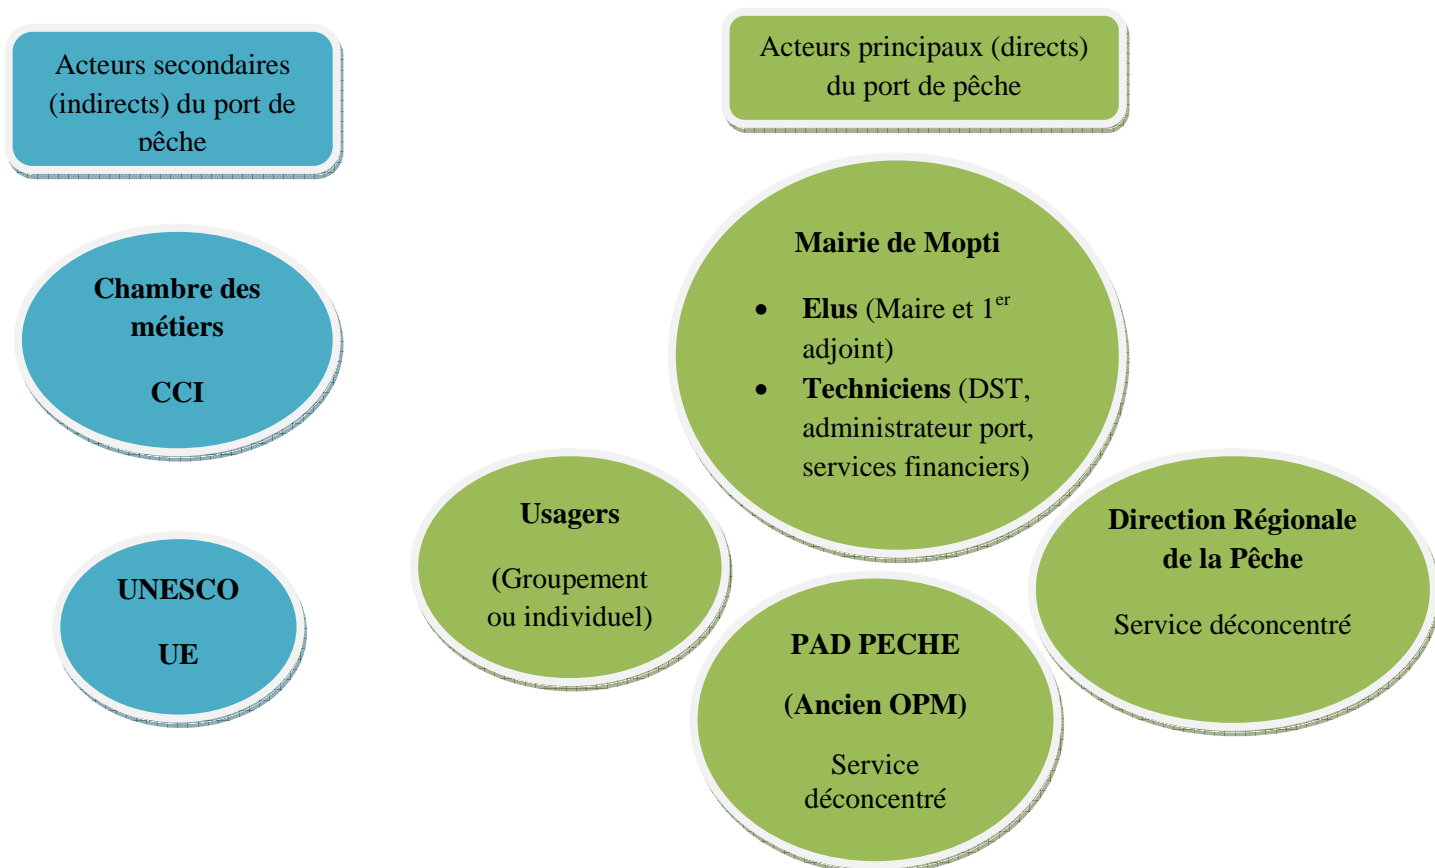 Acteurs secondaires
(indirects) du port de
pêche
Acteurs principaux (directs)
du port de pêche
Chambre des
métiers
CCI
UNESCO
UE
Mairie de Mopti
• Elus (Maire et 1er
adjoint)
• Techniciens (DST,
administrateur port,
services financiers)
Usagers
(Groupement
ou individuel)
PAD PECHE
(Ancien OPM)
Service
déconcentré
Direction Régionale
de la Pêche
Service déconcentré